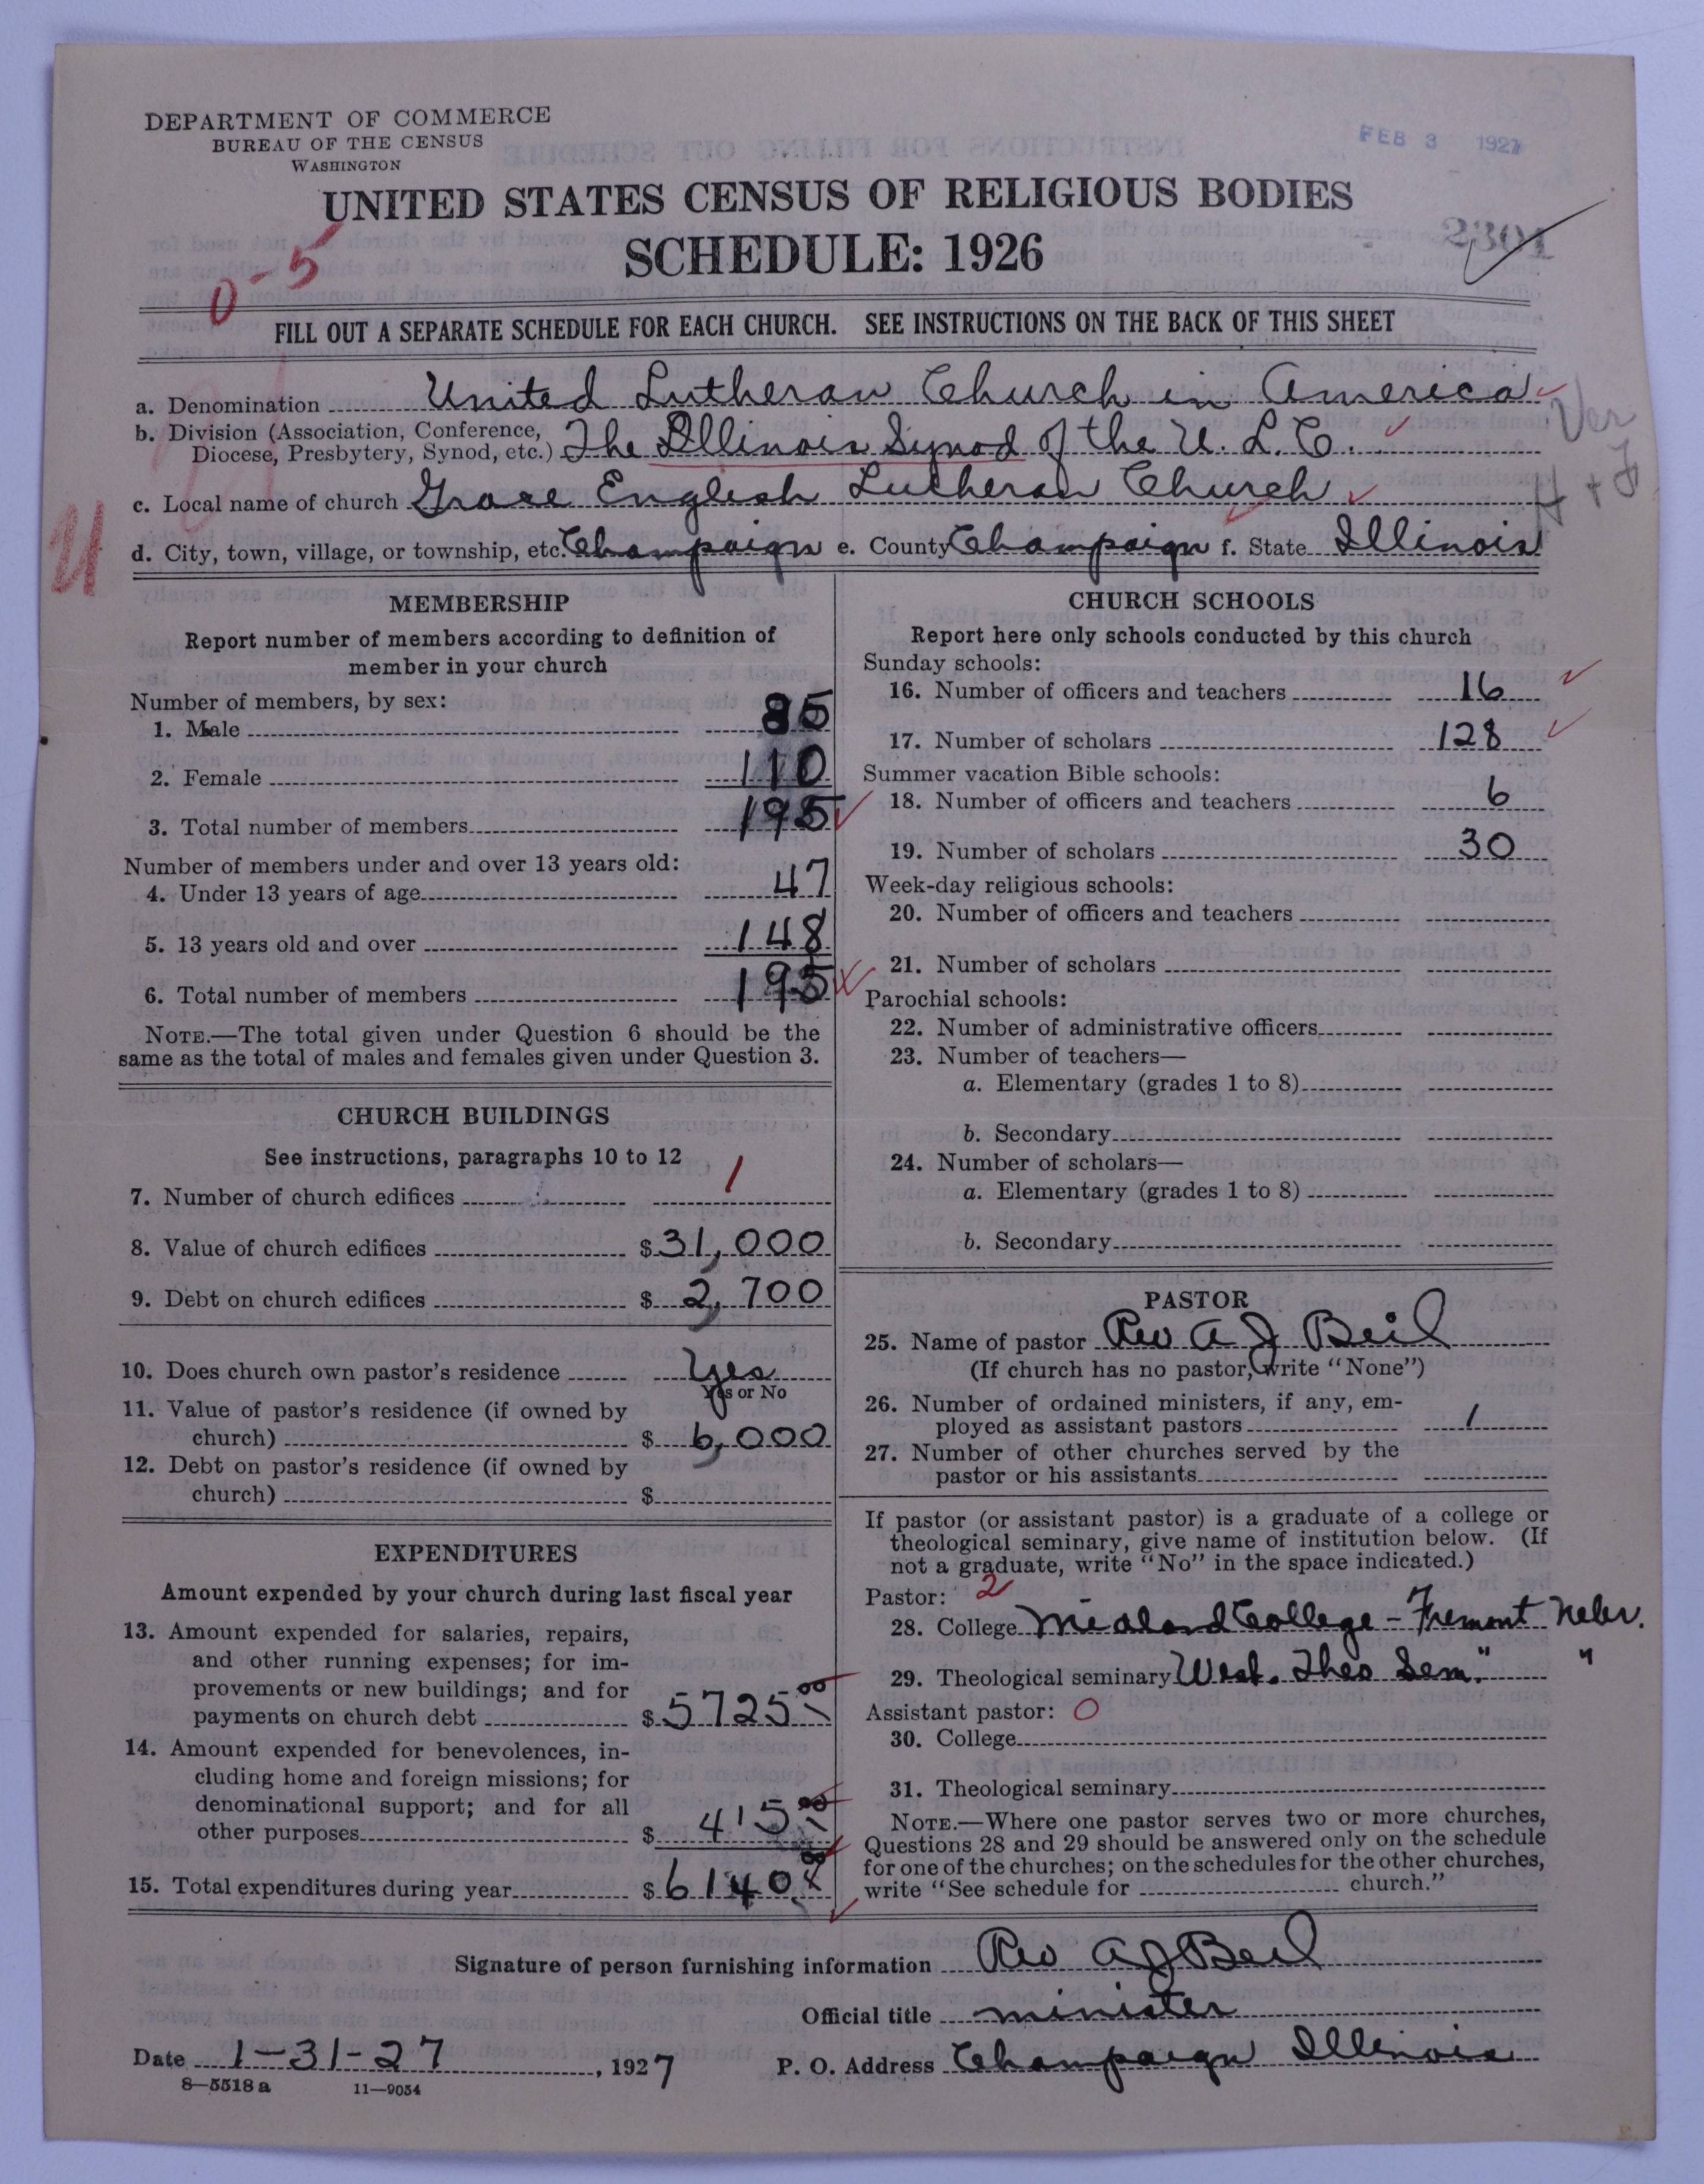 DEPARTMENT OF COMMERCE
BUREAU OF THE CENSUS
WASHINGTON
FEB 3 1927
UNITED STATES CENSUS OF RELIGIOUS BODIES
SCHEDULE: 1926
2301
0-5
FILL OUT A SEPARATE SCHEDULE FOR EACH CHURCH. SEE INSTRUCTIONS ON THE BACK OF THIS SHEET
a. Denomination United Lutheran Church in America
b. Division (Association, Conference,
Diocese, Presbytery, Synod, etc.) The Illinois Synod of the U. L. C.
Ver
c. Local name of church Grace English Lutheran Church
d. City, town, village, or township, etc. Champaign e. County Champaign f. State Illinois
MEMBERSHIP
Report number of members according to definition of
member in your church
Number of members, by sex:
1. Male 85
2. Female 110
3. Total number of members 195
Number of members under and over 13 years old:
4. Under 13 years of age 47
5. 13 years old and over 148
6. Total number of members 195
NOTE.—The total given under Question 6 should be the
same as the total of males and females given under Question 3.
CHURCH BUILDINGS
See instructions, paragraphs 10 to 12
7. Number of church edifices 1
8. Value of church edifices $31,000
9. Debt on church edifices $ 2,700
10. Does church own pastor's residence Yes
Yes or No
11. Value of pastor's residence (if owned by
church) $ 6,000
12. Debt on pastor's residence (if owned by
church) $
EXPENDITURES
Amount expended by your church during last fiscal year
13. Amount expended for salaries, repairs,
and other running expenses; for im-
provements or new buildings; and for
payments on church debt $ 5725 00
14. Amount expended for benevolences, in-
cluding home and foreign missions; for
denominational support; and for all
other purposes $ 415 00
15. Total expenditures during year $ 6140 00
CHURCH SCHOOLS
Report here only schools conducted by this church
Sunday schools:
16. Number of officers and teachers 16
17. Number of scholars 128
Summer vacation Bible schools:
18. Number of officers and teachers 6
19. Number of scholars 30
Week-day religious schools:
20. Number of officers and teachers
21. Number of scholars
Parochial schools:
22. Number of administrative officers
23. Number of teachers—
a. Elementary (grades 1 to 8)
b. Secondary
24. Number of scholars—
a. Elementary (grades 1 to 8)
b. Secondary
PASTOR
25. Name of pastor Rev A J Beil
(If church has no pastor, write "None")
26. Number of ordained ministers, if any, em-
ployed as assistant pastors 1
27. Number of other churches served by the
pastor or his assistants
If pastor (or assistant pastor) is a graduate of a college or
theological seminary, give name of institution below. (If
not a graduate, write "No" in the space indicated.)
Pastor: 2
28. College Midland College - Fremont Nebr.
29. Theological seminary West. Theo Sem. " "
Assistant pastor: 0
30. College
31. Theological seminary
NOTE.—Where one pastor serves two or more churches,
Questions 28 and 29 should be answered only on the schedule
for one of the churches; on the schedules for the other churches,
write "See schedule for church."
Signature of person furnishing information Rev A J Beil
Official title minister
Date 1-31-27, 1927 P. O. Address Champaign Illinois
8—5518 a 11—9054